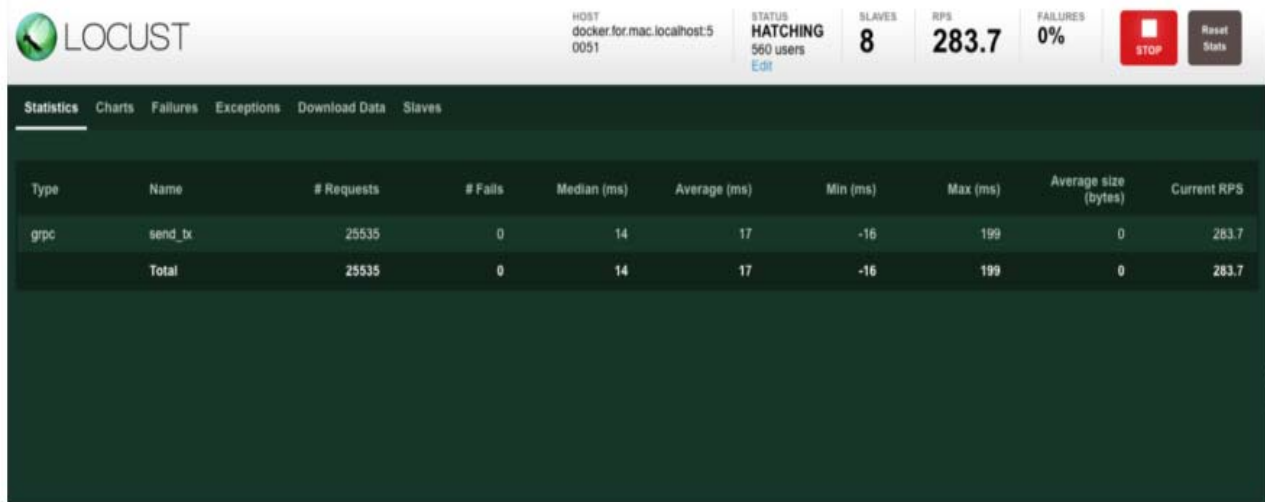 LOCUST
HOST
docker.for.mac.localhost:5
0051
STATUS
HATCHING
560 users
Edit
SLAVES
8
RPS
283.7
FAILURES
0%
STOP
Reset
Stats
Statistics Charts Failures Exceptions Download Data Slaves
Type Name # Requests # Fails Median (ms) Average (ms) Min (ms) Max (ms) Average size (bytes) Current RPS
grpc send_tx 25535 0 14 17 -16 199 0 283.7
Total 25535 0 14 17 -16 199 0 283.7